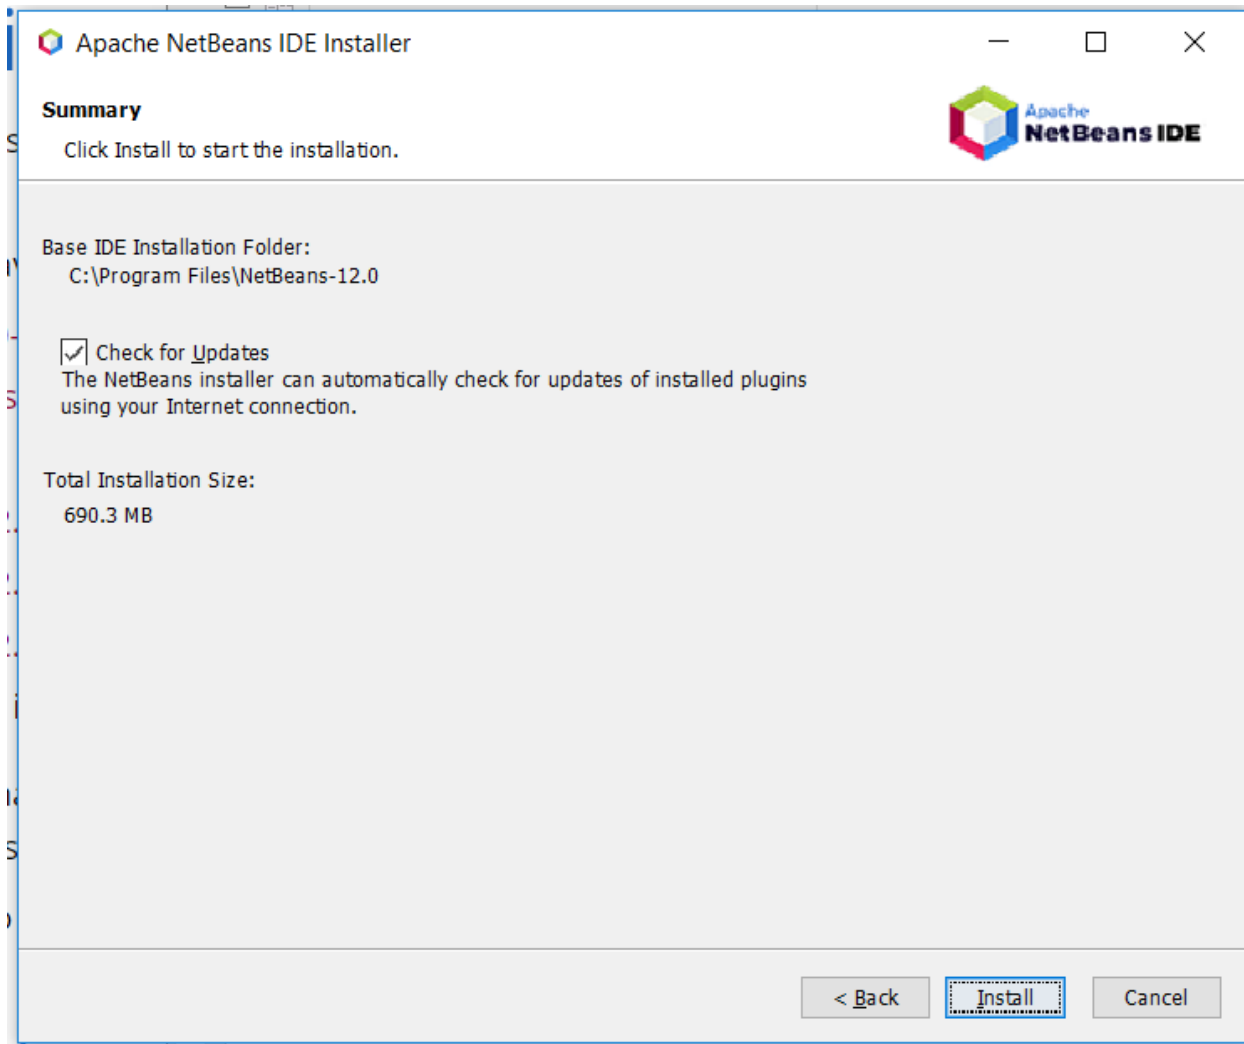 Apache NetBeans IDE Installer
Summary
Click Install to start the installation.
Apache
NetBeans IDE
Base IDE Installation Folder:
C:\Program Files\NetBeans-12.0
Check for Updates
The NetBeans installer can automatically check for updates of installed plugins
using your Internet connection.
Total Installation Size:
690.3 MB
< Back
Install
Cancel